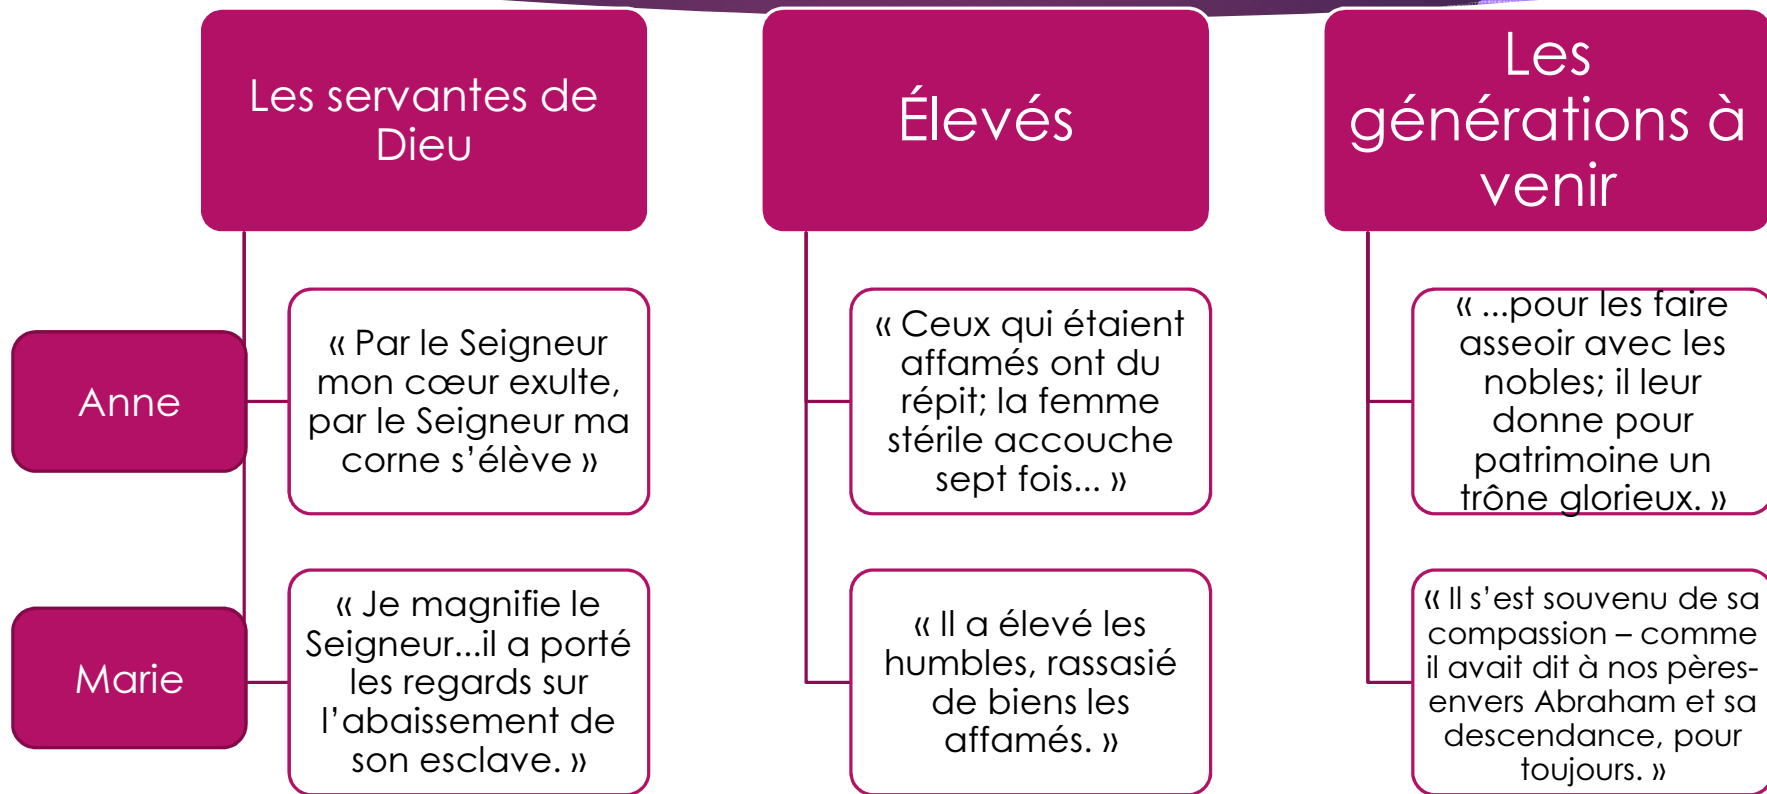 Les servantes de
Dieu
Élevés
Les
générations à
venir
Anne
« Par le Seigneur
mon cœur exulte,
par le Seigneur ma
corne s’élève »
« Ceux qui étaient
affamés ont du
répit; la femme
stérile accouche
sept fois... »
« ...pour les faire
asseoir avec les
nobles; il leur
donne pour
patrimoine un
trône glorieux. »
Marie
« Je magnifie le
Seigneur...il a porté
les regards sur
l’abaissement de
son esclave. »
« Il a élevé les
humbles, rassasié
de biens les
affamés. »
« Il s’est souvenu de sa
compassion – comme
il avait dit à nos pères-
envers Abraham et sa
descendance, pour
toujours. »